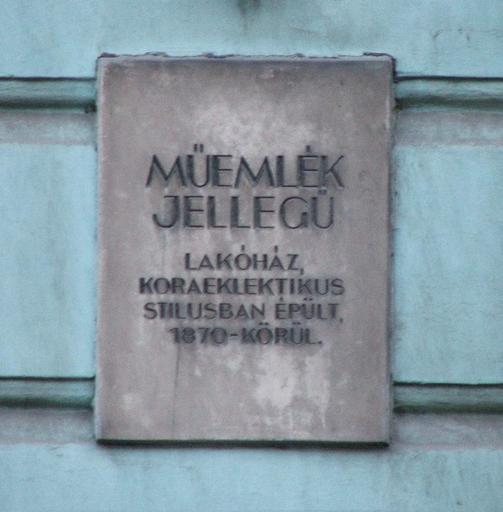 MŰEMLÉK
JELLEGŰ
LAKÓHÁZ,
KORAEKLEKTIKUS
STILUSBAN ÉPÜLT,
1870-KÖRÜL.